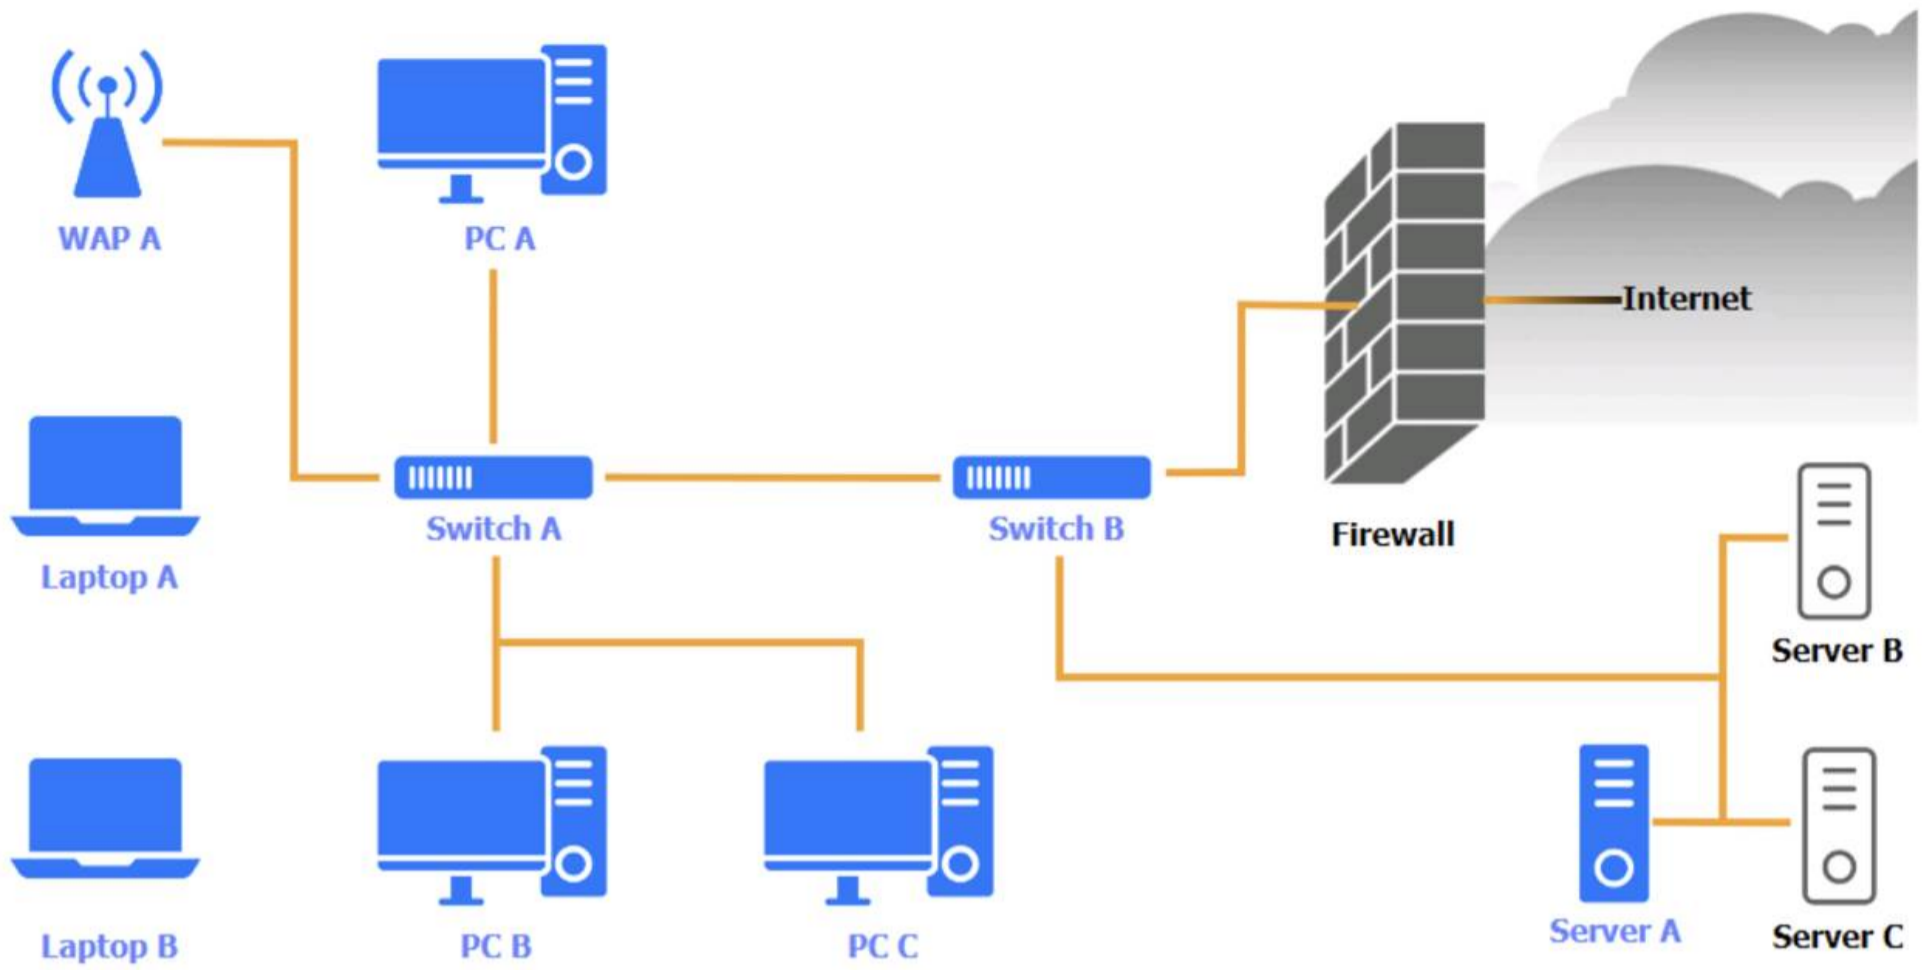 WAP A
PC A
Internet
Switch A
Switch B
Firewall
Laptop A
Server B
Laptop B
PC B
PC C
Server A
Server C